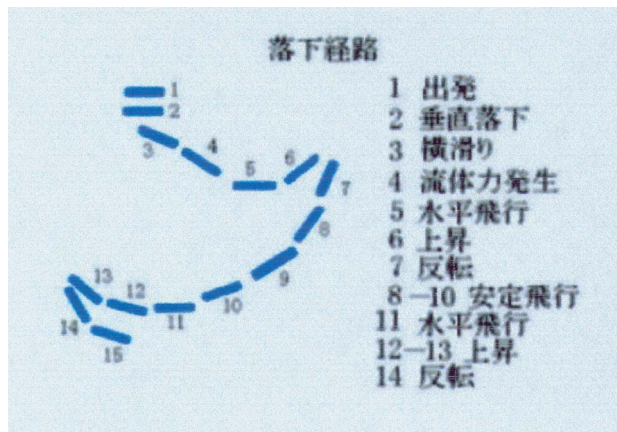 落下経路
1
2
3
4
5
6
7
8
9
10
11
12
13
14
15
1 出発
2 垂直落下
3 横滑り
4 流体力発生
5 水平飛行
6 上昇
7 反転
8−10 安定飛行
11 水平飛行
12−13 上昇
14 反転